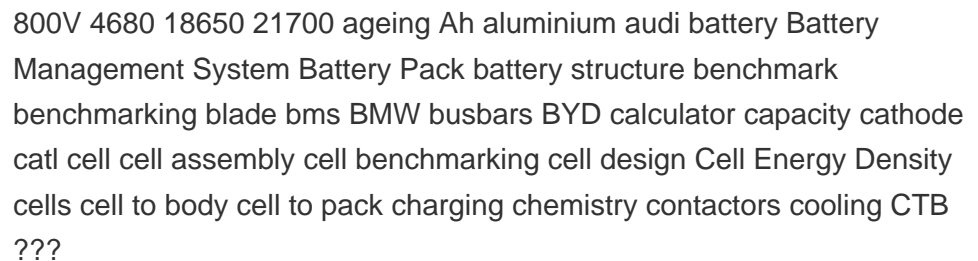 800V 4680 18650 21700 ageing Ah aluminium audi battery Battery
Management System Battery Pack battery structure benchmark
benchmarking blade bms BMW busbars BYD calculator capacity cathode
catl cell cell assembly cell benchmarking cell design Cell Energy Density
cells cell to body cell to pack charging chemistry contactors cooling CTB
???